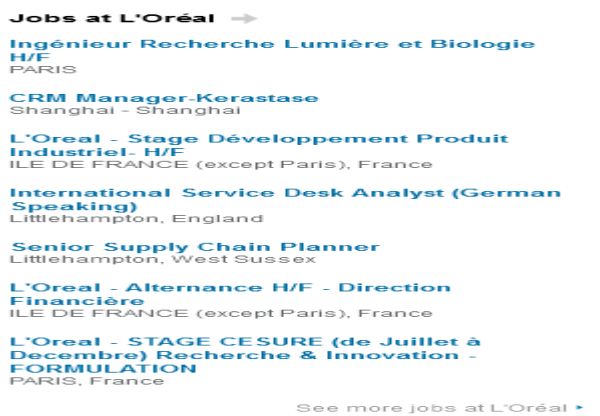 Jobs at L'Oréal
Ingénieur Recherche Lumière et Biologie
H/F
PARIS
CRM Manager-Kerastase
Shanghai - Shanghai
L'Oreal - Stage Développement Produit
Industriel- H/F
ILE DE FRANCE (except Paris), France
International Service Desk Analyst (German
Speaking)
Littlehampton, England
Senior Supply Chain Planner
Littlehampton, West Sussex
L'Oreal - Alternance H/F - Direction
Financière
ILE DE FRANCE (except Paris), France
L'Oreal - STAGE CESURE (de Juillet à
Decembre) Recherche & Innovation -
FORMULATION
PARIS, France
See more jobs at L'Oréal